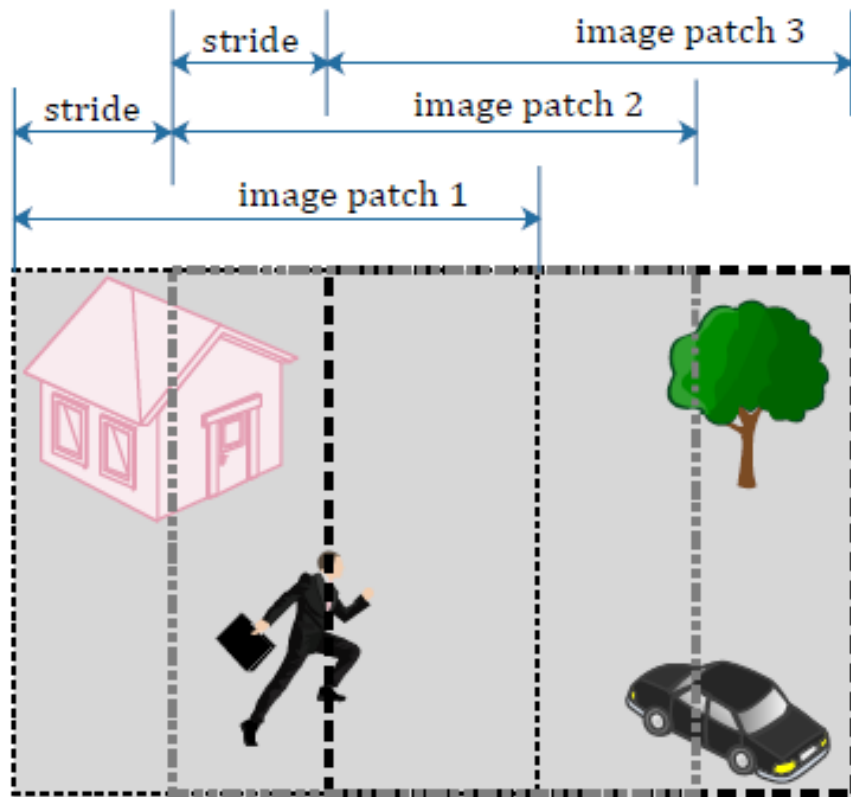 stride
image patch 3
stride
image patch 2
image patch 1